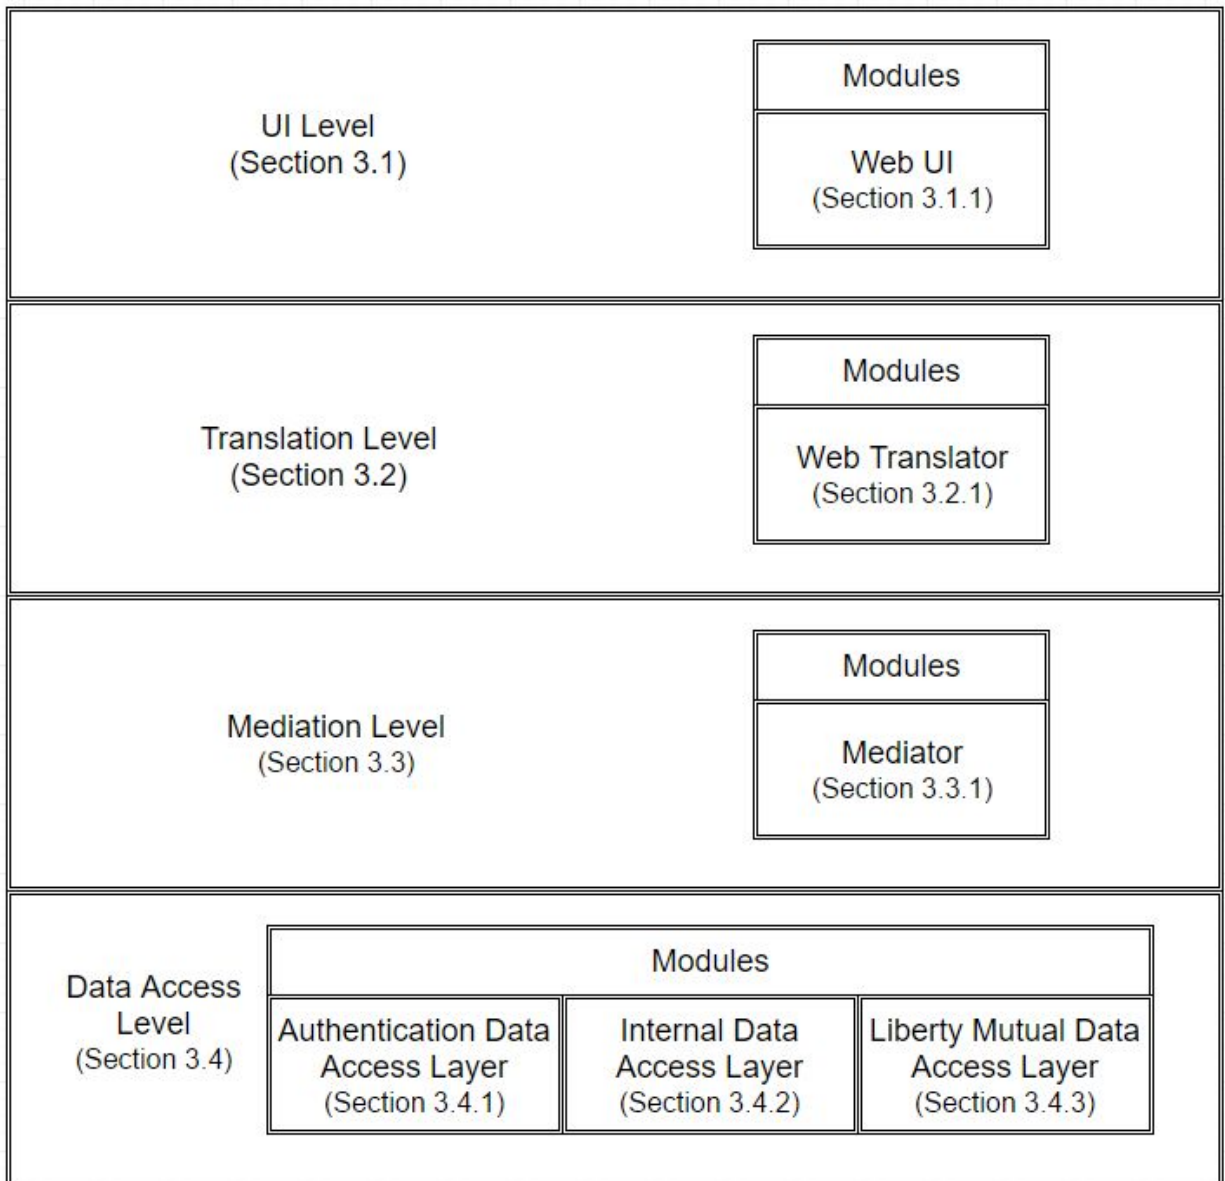 UI Level
(Section 3.1)
Modules
Web UI
(Section 3.1.1)
Translation Level
(Section 3.2)
Modules
Web Translator
(Section 3.2.1)
Mediation Level
(Section 3.3)
Modules
Mediator
(Section 3.3.1)
Data Access
Level
(Section 3.4)
Modules
Authentication Data
Access Layer
(Section 3.4.1)
Internal Data
Access Layer
(Section 3.4.2)
Liberty Mutual Data
Access Layer
(Section 3.4.3)